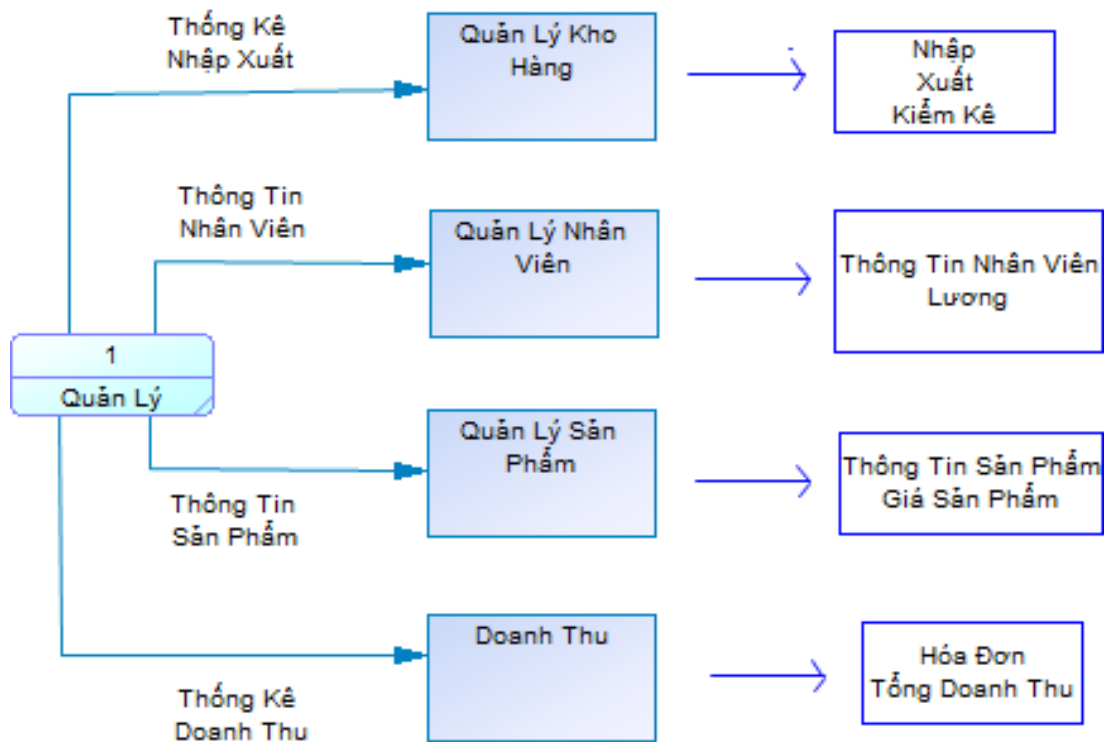 Thống Kê
Nhập Xuất
Quản Lý Kho
Hàng
Nhập
Xuất
Kiểm Kê
Thông Tin
Nhân Viên
Quản Lý Nhân
Viên
Thông Tin Nhân Viên
Lương
1
Quản Lý
Quản Lý Sản
Phẩm
Thông Tin Sản Phẩm
Giá Sản Phẩm
Thông Tin
Sản Phẩm
Doanh Thu
Hóa Đơn
Tổng Doanh Thu
Thống Kê
Doanh Thu